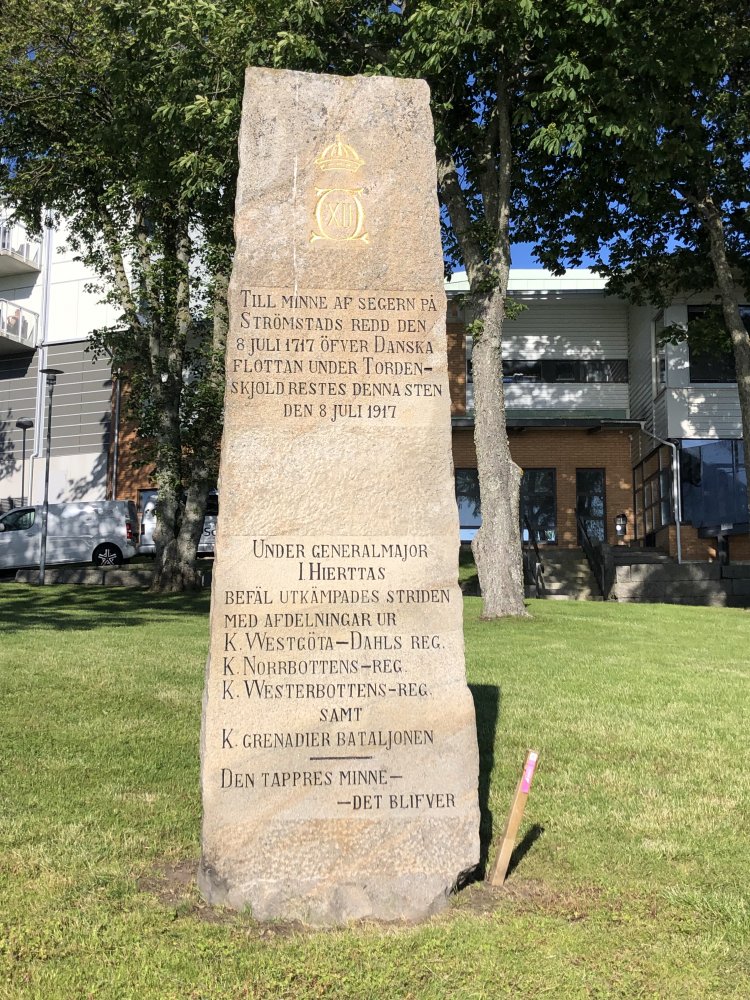 XII
TILL MINNE AF SEGERN PÅ
STRÖMSTADS REDD DEN
8 JULI 1717 ÖFVER DANSKA
FLOTTAN UNDER TORDEN-
SKJOLD RESTES DENNA STEN
DEN 8 JULI 1917
UNDER GENERALMAJOR
I. HIERTTAS
BEFÄL UTKÄMPADES STRIDEN
MED AFDELNINGAR UR
K. WESTGÖTA-DAHLS REG.
K. NORRBOTTENS-REG.
K. WESTERBOTTENS-REG.
SAMT
K. GRENADIER BATALJONEN
DEN TAPPRES MINNE-
-DET BLIFVER